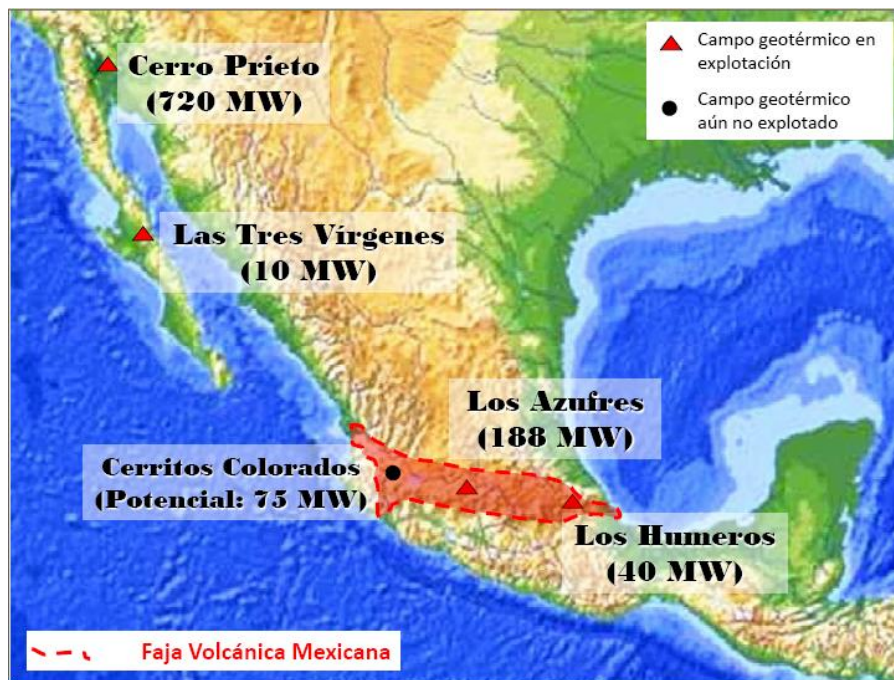 Cerro Prieto
(720 MW)
Campo geotérmico en
explotación
Campo geotérmico
aún no explotado
Las Tres Vírgenes
(10 MW)
Los Azufres
(188 MW)
Cerritos Colorados
(Potencial: 75 MW)
Los Humeros
(40 MW)
Faja Volcánica Mexicana